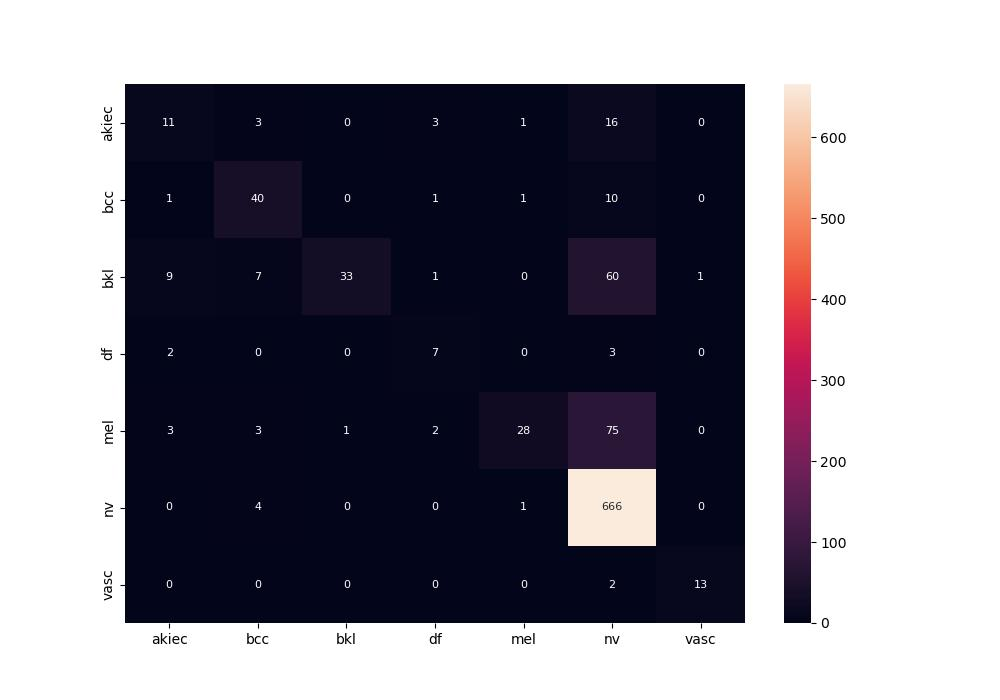 akiec 11 3 0 3 1 16 0
bcc 1 40 0 1 1 10 0
bkl 9 7 33 1 0 60 1
df 2 0 0 7 0 3 0
mel 3 3 1 2 28 75 0
nv 0 4 0 0 1 666 0
vasc 0 0 0 0 0 2 13
akiec bcc bkl df mel nv vasc
600
500
400
300
200
100
0